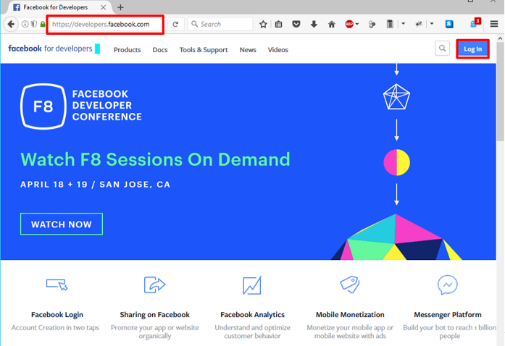 Facebook for Developers
https://developers.facebook.com
Search
facebook for developers
Products
Docs
Tools & Support
News
Videos
Log In
F8
FACEBOOK
DEVELOPER
CONFERENCE
Watch F8 Sessions On Demand
APRIL 18 + 19 / SAN JOSE, CA
WATCH NOW
Facebook Login
Account Creation in two taps
Sharing on Facebook
Promote your app or website
organically
Facebook Analytics
Understand and optimize
customer behavior
Mobile Monetization
Monetize your mobile app or
mobile website with ads
Messenger Platform
Build your bot to reach 1 billion
people